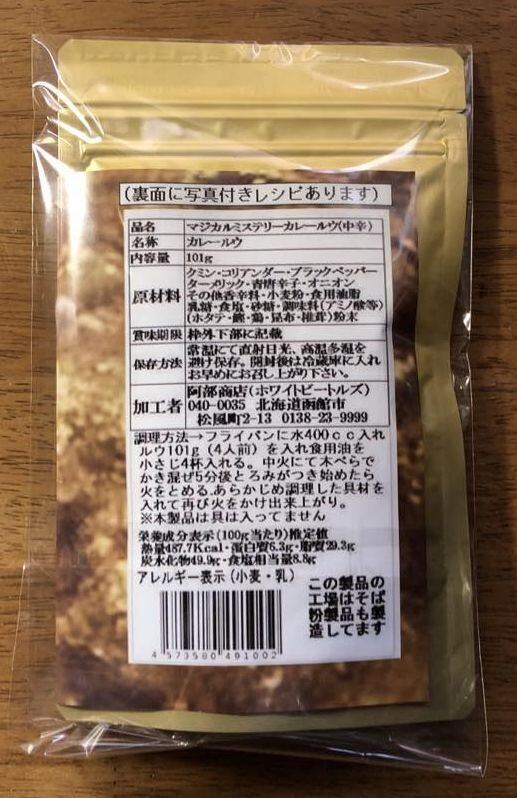 (裏面に写真付きレシピあります)
品名 マジカルミステリーカレールウ(中辛)
名称 カレールウ
内容量 101g
原材料 クミン・コリアンダー・ブラックペッパー
ターメリック・青唐辛子・オニオン
その他香辛料・小麦粉・食用油脂
乳糖・食塩・砂糖・調味料(アミノ酸等)
(ホタテ・鰹・鶏・昆布・椎茸)粉末
賞味期限 枠外下部に記載
保存方法 常温にて直射日光、高温多湿を
避け保存。開封後は冷蔵庫に入れ
お早めにお召し上がり下さい。
加工者 阿部商店(ホワイトビートルズ)
040-0035 北海道函館市
松風町2-13 0138-23-9999
調理方法→フライパンに水400cc入れ
ルウ101g(4人前)を入れ食用油を
小さじ4杯入れる。中火にて木べらで
かき混ぜ5分後とろみがつき始めたら
火をとめる.あらかじめ調理した具材を
入れて再び火をかけ出来上がり。
※本製品は具は入ってません
栄養成分表示(100g当たり)推定値
熱量487.7Kcal・蛋白質6.3g・脂質29.3g
炭水化物49.9g・食塩相当量8.8g
アレルギー表示(小麦・乳)
この製品の
工場はそば
粉製品も製
造してます
4 573580 491002